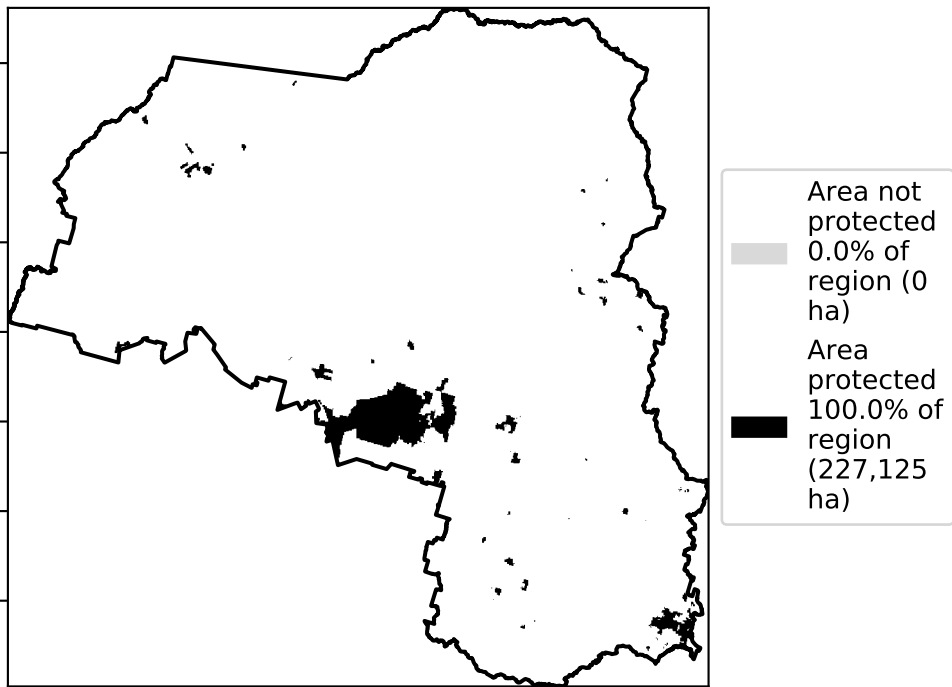 Area not
protected
0.0% of
region (0
ha)
Area
protected
100.0% of
region
(227,125
ha)